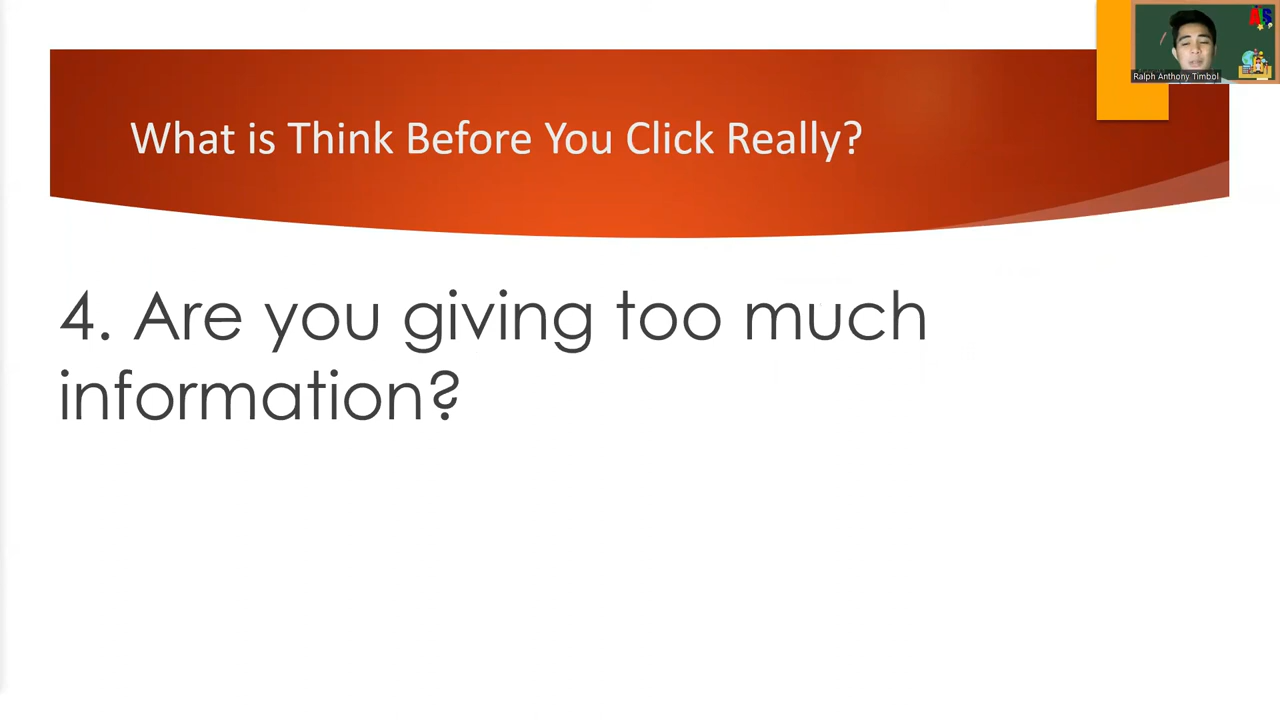 What is Think Before You Click Really?
Ralph Anthony Timbol
4. Are you giving too much
information?